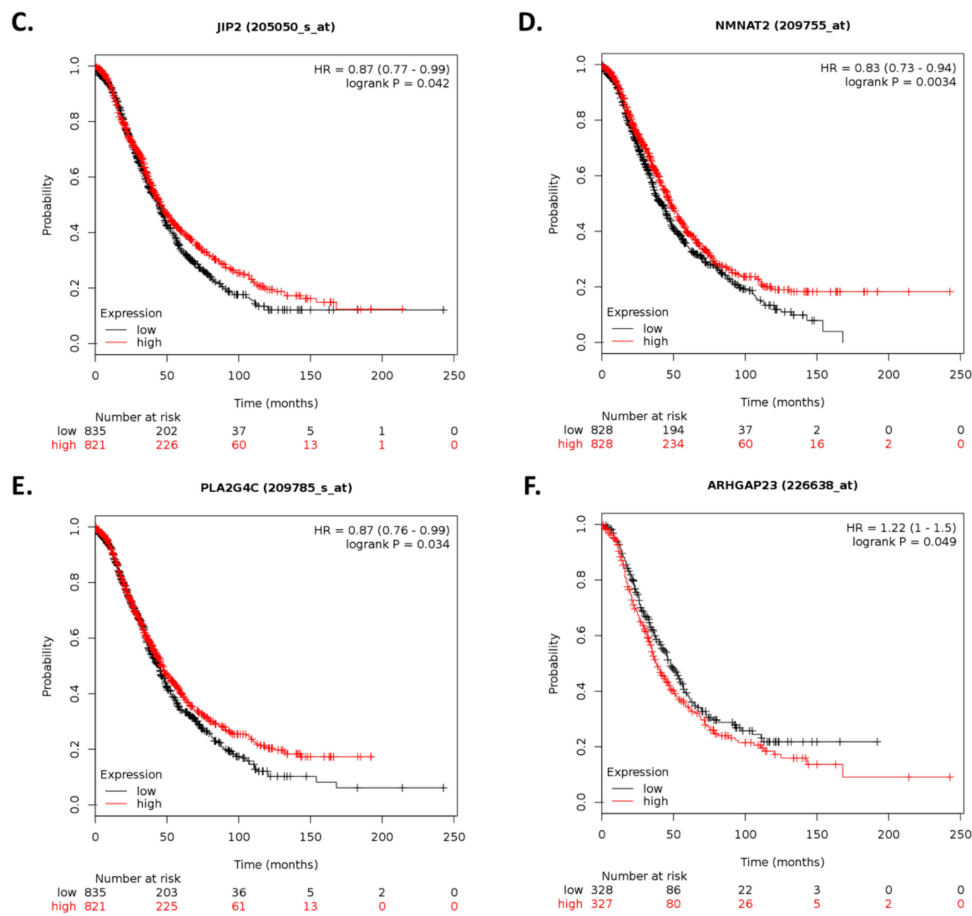 C.
JIP2 (205050_s_at)
HR = 0.87 (0.77 - 0.99)
logrank P = 0.042
Probability
1.0
0.8
0.6
0.4
0.2
0.0
Expression
low
high
0 50 100 150 200 250
Time (months)
Number at risk
low 835 202 37 5 1 0
high 821 226 60 13 1 0
D.
NMNAT2 (209755_at)
HR = 0.83 (0.73 - 0.94)
logrank P = 0.0034
Probability
1.0
0.8
0.6
0.4
0.2
0.0
Expression
low
high
0 50 100 150 200 250
Time (months)
Number at risk
low 828 194 37 2 0 0
high 828 234 60 16 2 0
E.
PLA2G4C (209785_s_at)
HR = 0.87 (0.76 - 0.99)
logrank P = 0.034
Probability
1.0
0.8
0.6
0.4
0.2
0.0
Expression
low
high
0 50 100 150 200 250
Time (months)
Number at risk
low 835 203 36 5 2 0
high 821 225 61 13 0 0
F.
ARHGAP23 (226638_at)
HR = 1.22 (1 - 1.5)
logrank P = 0.049
Probability
1.0
0.8
0.6
0.4
0.2
0.0
Expression
low
high
0 50 100 150 200 250
Time (months)
Number at risk
low 328 86 22 3 0 0
high 327 80 26 5 2 0